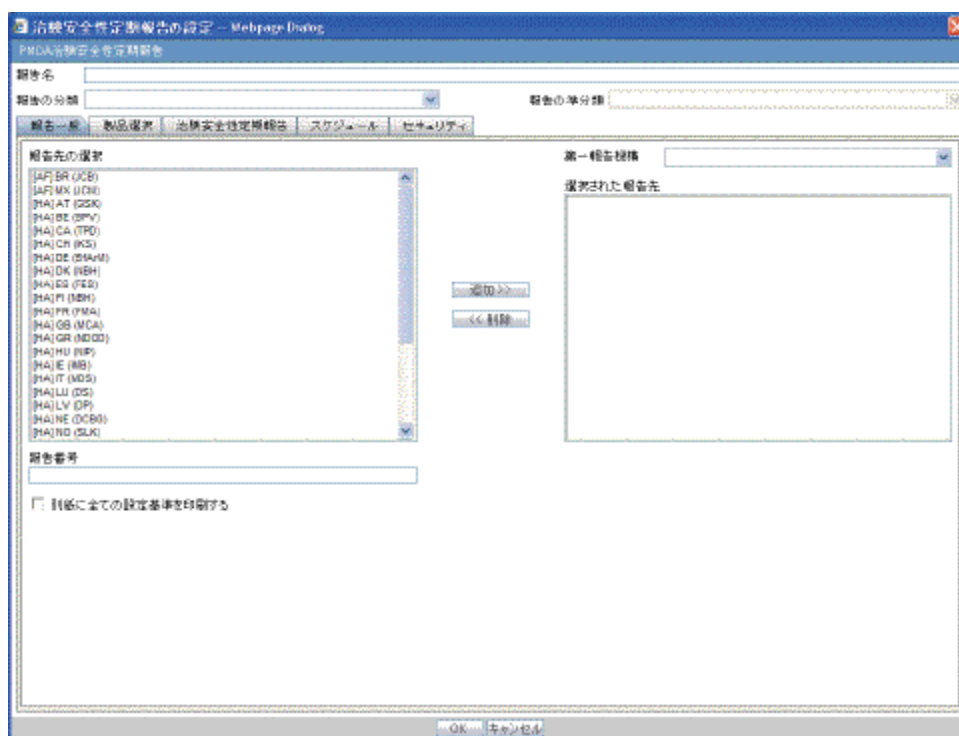 治験安全性定期報告の設定 -- Webpage Dialog
PMDA治験安全性定期報告
報告名
報告の分類
報告の準分類
報告一般 製品選択 治験安全性定期報告 スケジュール セキュリティ
報告先の選択
第一報告機構
選択された報告先
[AF] BR (JCB)
[AF] MX (JCM)
[HA] AT (GSK)
[HA] BE (BPV)
[HA] CA (TPD)
[HA] CH (IKS)
[HA] DE (BfArM)
[HA] DK (NBH)
[HA] ES (FES)
[HA] FI (NBH)
[HA] FR (FMA)
[HA] GB (MCA)
[HA] GR (NDOD)
[HA] HU (NIP)
[HA] IE (IMB)
[HA] IT (MDS)
[HA] LU (DS)
[HA] LV (DP)
[HA] NE (DCBG)
[HA] NO (SLK)
追加 >>
<< 削除
報告番号
別紙に全ての設定基準を印刷する
OK キャンセル